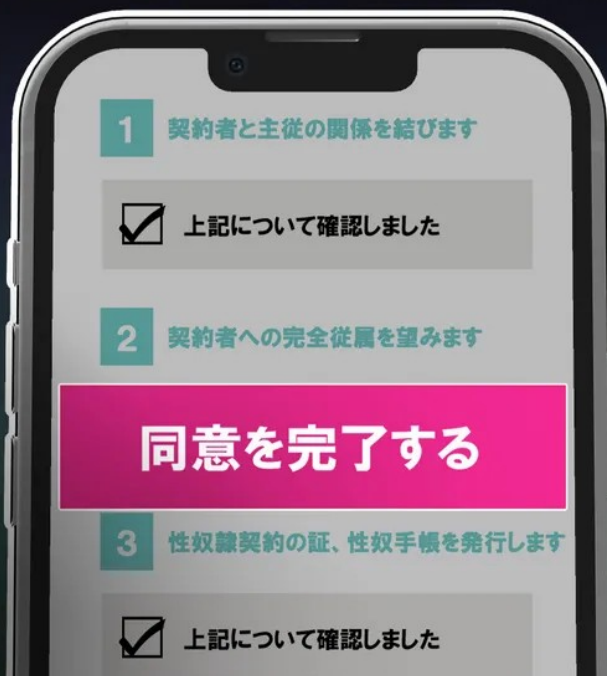 1 契約者と主従の関係を結びます
上記について確認しました
2 契約者への完全従属を望みます
同意を完了する
3 性奴隷契約の証、性奴手帳を発行します
上記について確認しました